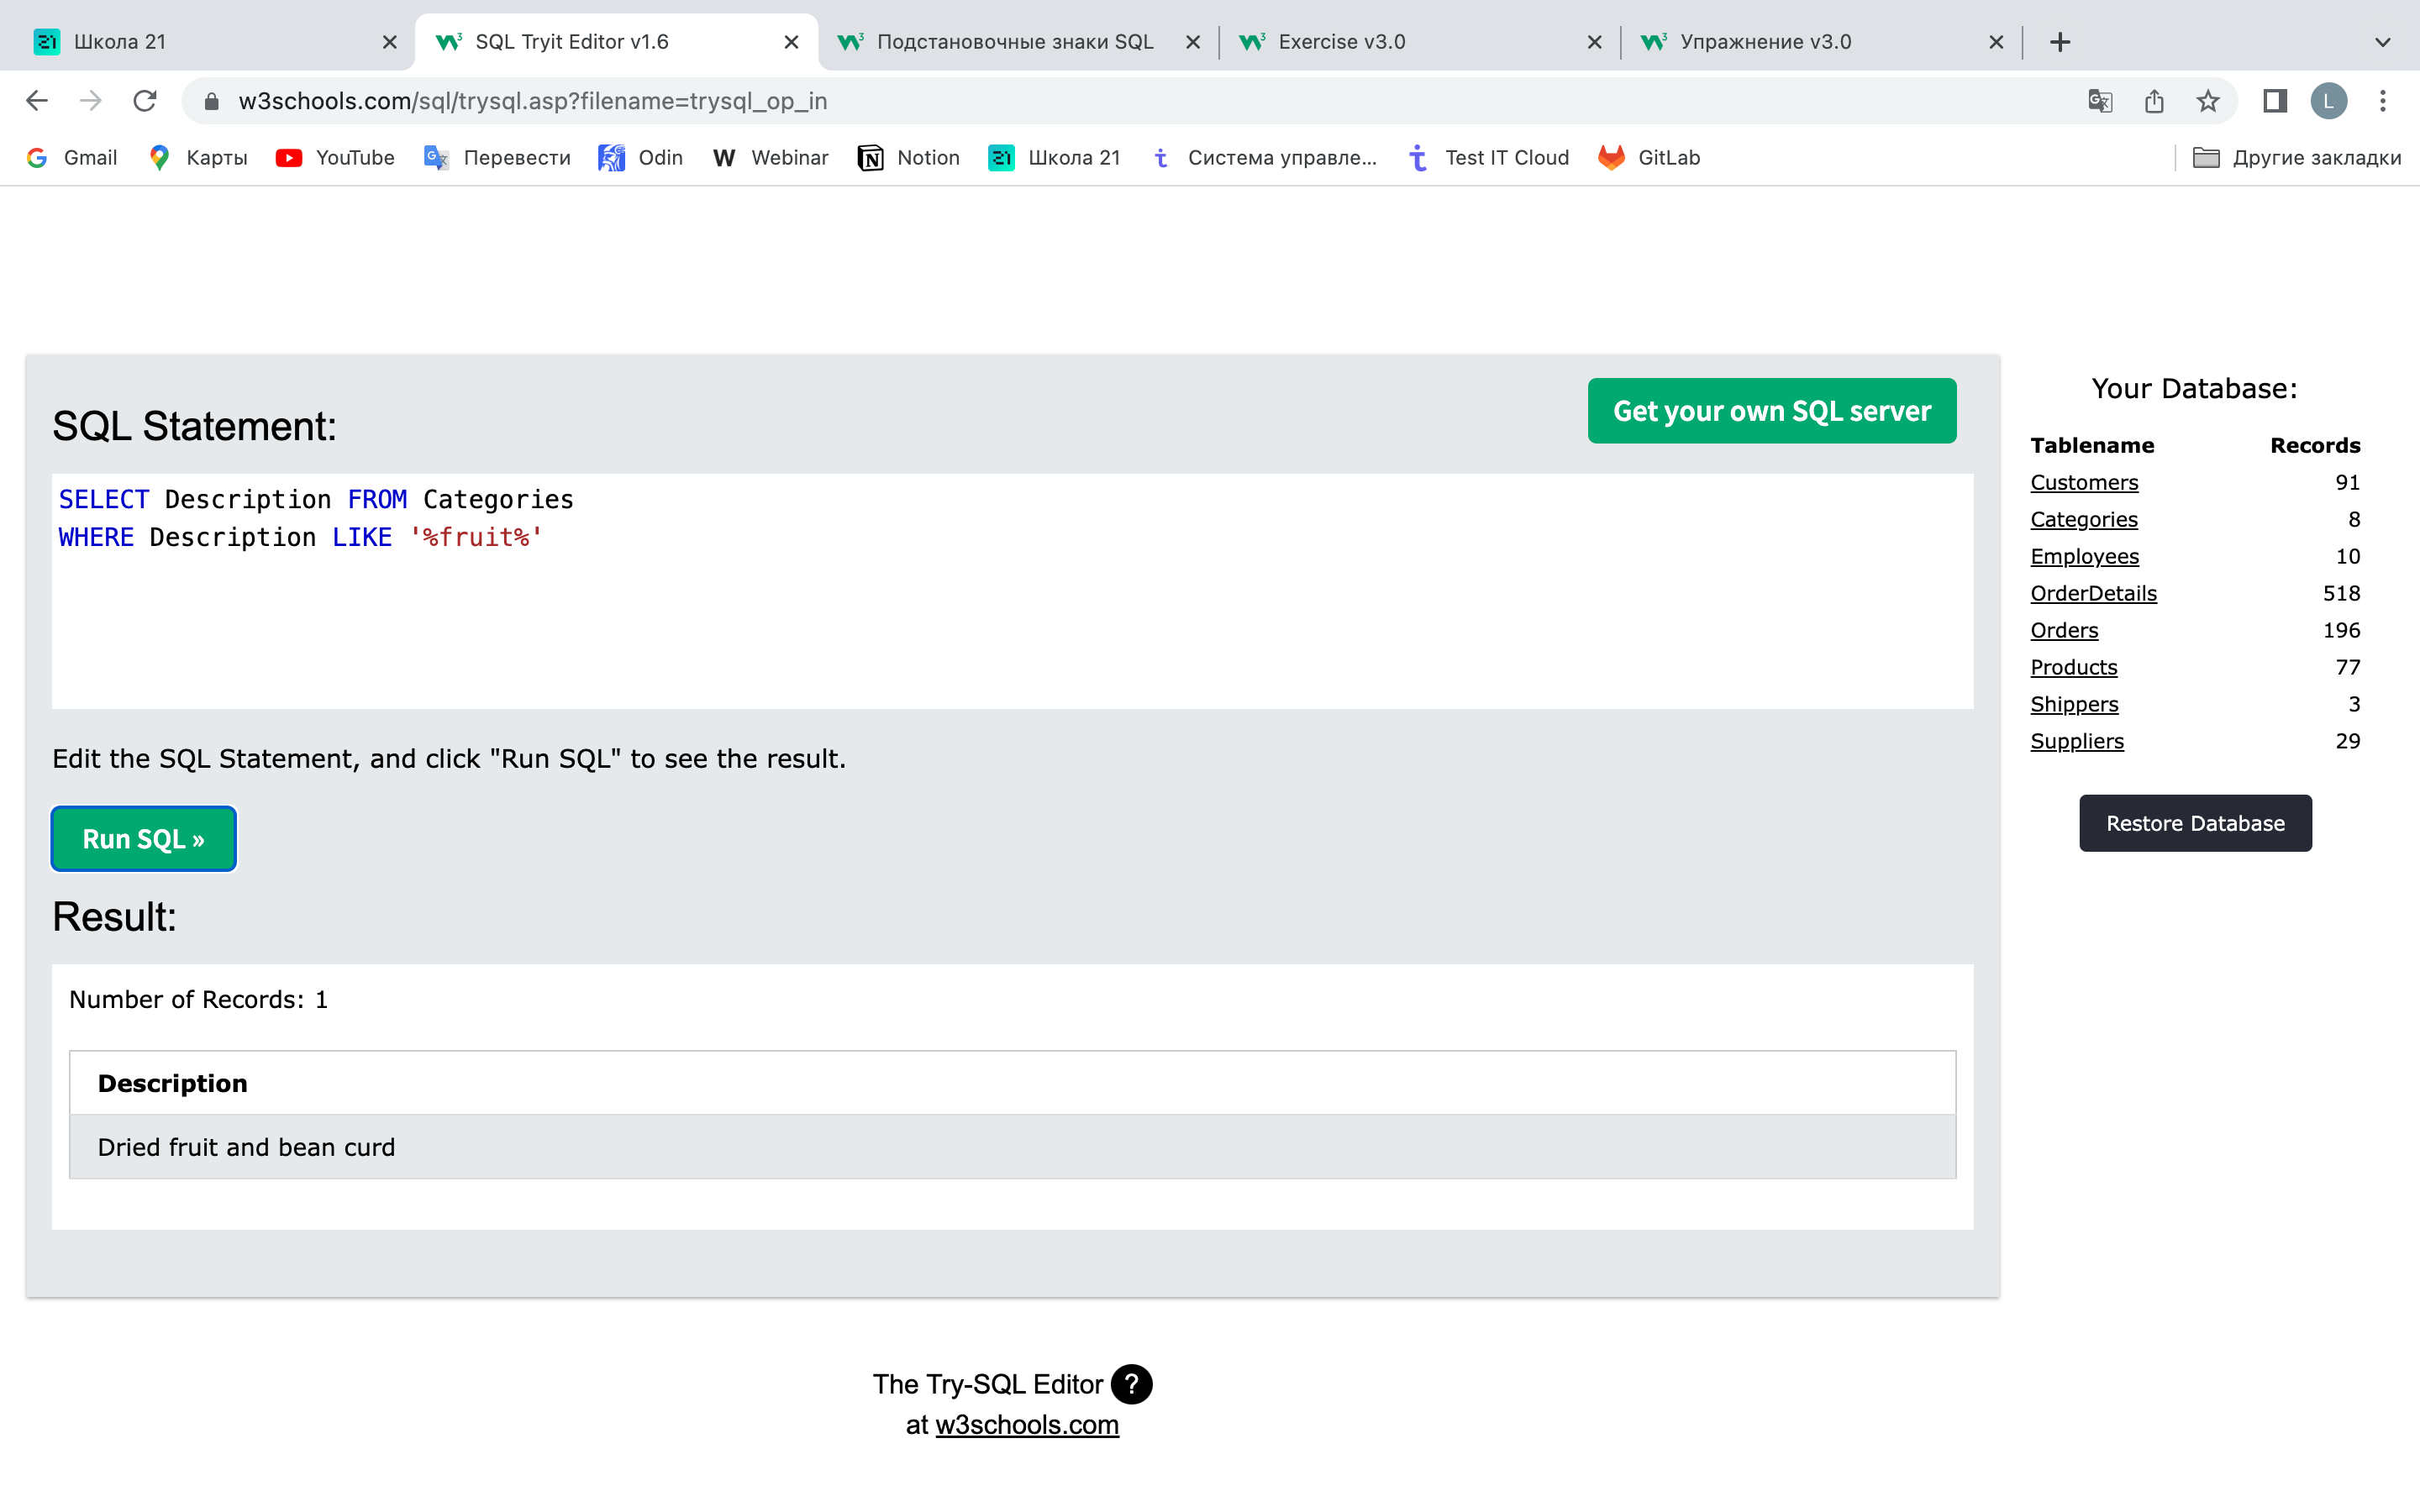 Школа 21
SQL Tryit Editor v1.6
Подстановочные знаки SQL
Exercise v3.0
Упражнение v3.0
w3schools.com/sql/trysql.asp?filename=trysql_op_in
L
Gmail
Карты
YouTube
Перевести
Odin
W Webinar
Notion
Школа 21
Система управле...
Test IT Cloud
GitLab
Другие закладки
SQL Statement:
Get your own SQL server
SELECT Description FROM Categories
WHERE Description LIKE '%fruit%'
Edit the SQL Statement, and click "Run SQL" to see the result.
Run SQL »
Result:
Number of Records: 1
Description
Dried fruit and bean curd
Your Database:
Tablename Records
Customers 91
Categories 8
Employees 10
OrderDetails 518
Orders 196
Products 77
Shippers 3
Suppliers 29
Restore Database
The Try-SQL Editor ?
at w3schools.com